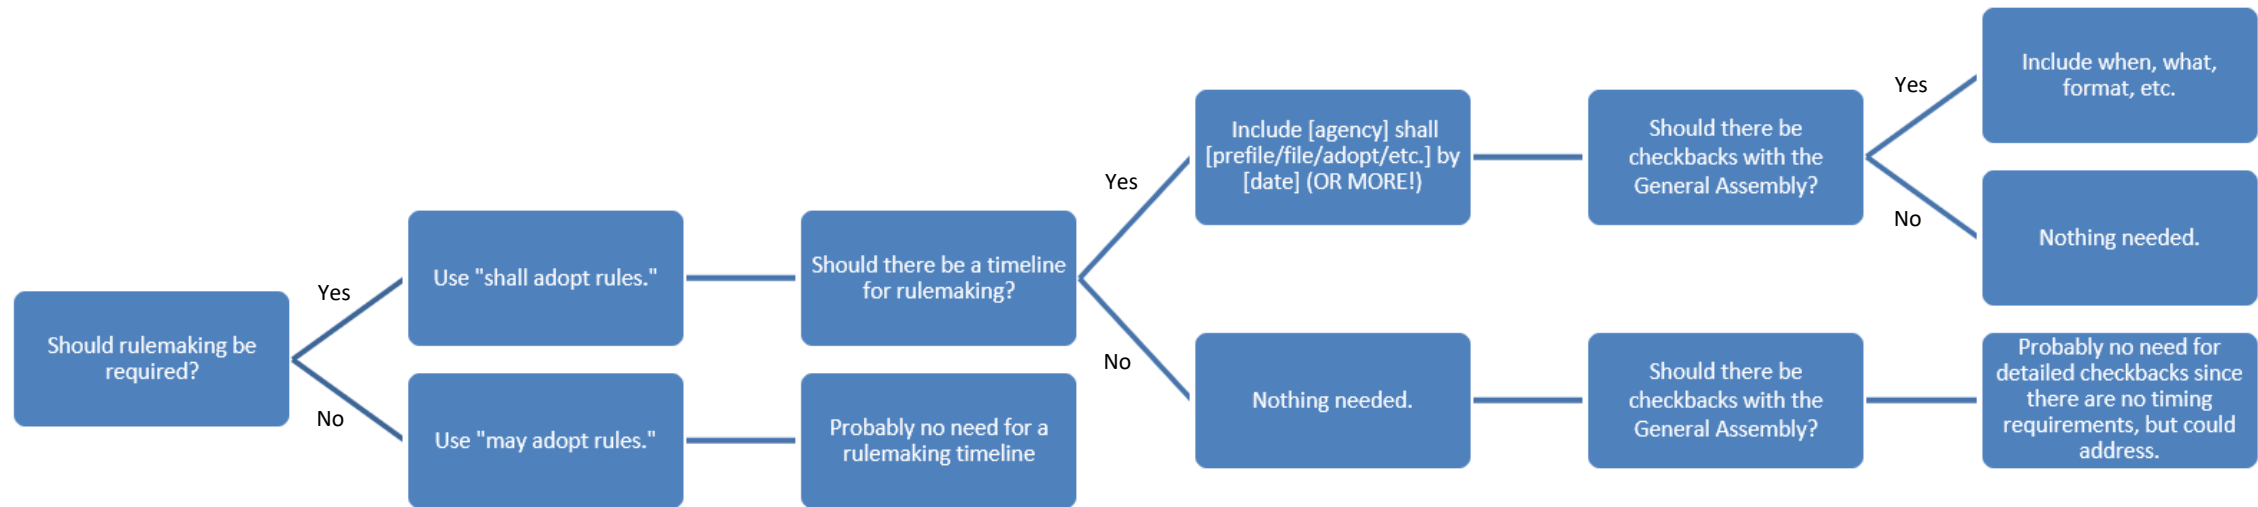 Should rulemaking be
required?
Yes
No
Use "shall adopt rules."
Use "may adopt rules."
Should there be a timeline
for rulemaking?
Probably no need for a
rulemaking timeline
Yes
No
Include [agency] shall
[prefile/file/adopt/etc.] by
[date] (OR MORE!)
Nothing needed.
Should there be
checkbacks with the
General Assembly?
Should there be
checkbacks with the
General Assembly?
Yes
No
Include when, what,
format, etc.
Nothing needed.
Probably no need for
detailed checkbacks since
there are no timing
requirements, but could
address.